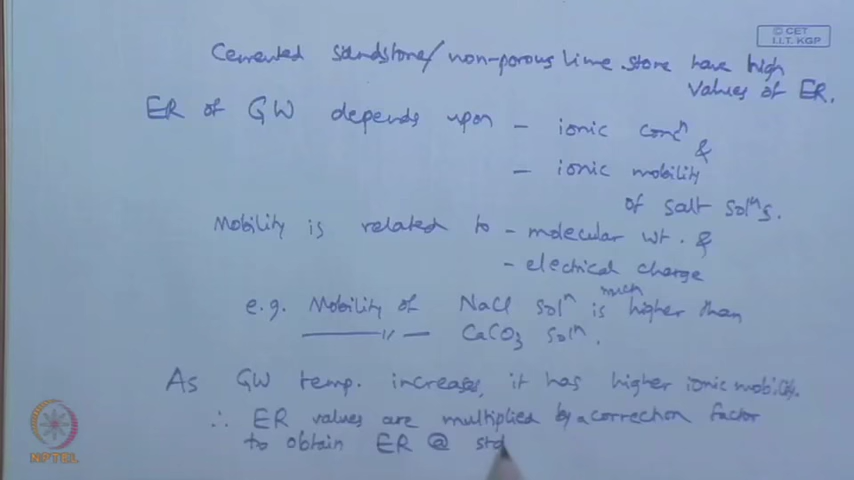 © CET
I.I.T. KGP
Cemented sandstone/non-porous lime stone have high
values of ER.
ER of GW depends upon - ionic concⁿ &
- ionic mobility
of salt solⁿs.
Mobility is related to - molecular wt. &
- electrical charge
e.g. Mobility of NaCl solⁿ is much higher than
——〃— CaCO₃ solⁿ.
As GW temp. increases, it has higher ionic mobility.
∴ ER values are multiplied by a correction factor
to obtain ER @ std
NPTEL